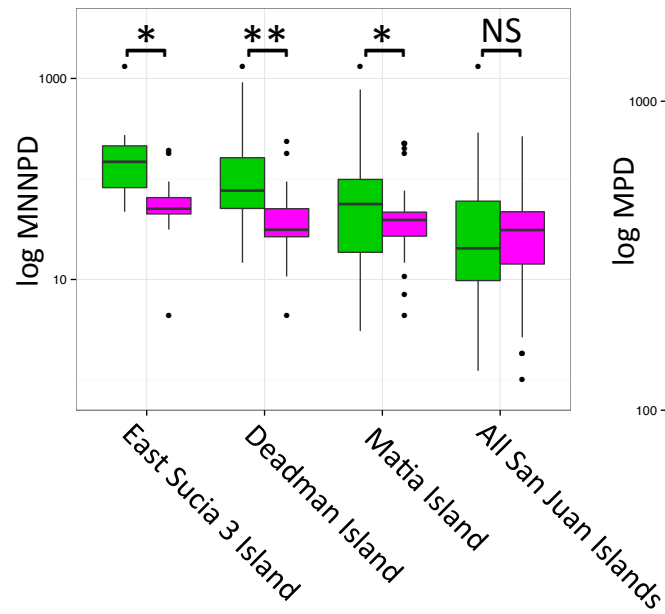 * ** * NS
1000
10
log MNNPD
East Sucia 3 Island
Deadman Island
Matia Island
All San Juan Islands
1000
100
log MPD